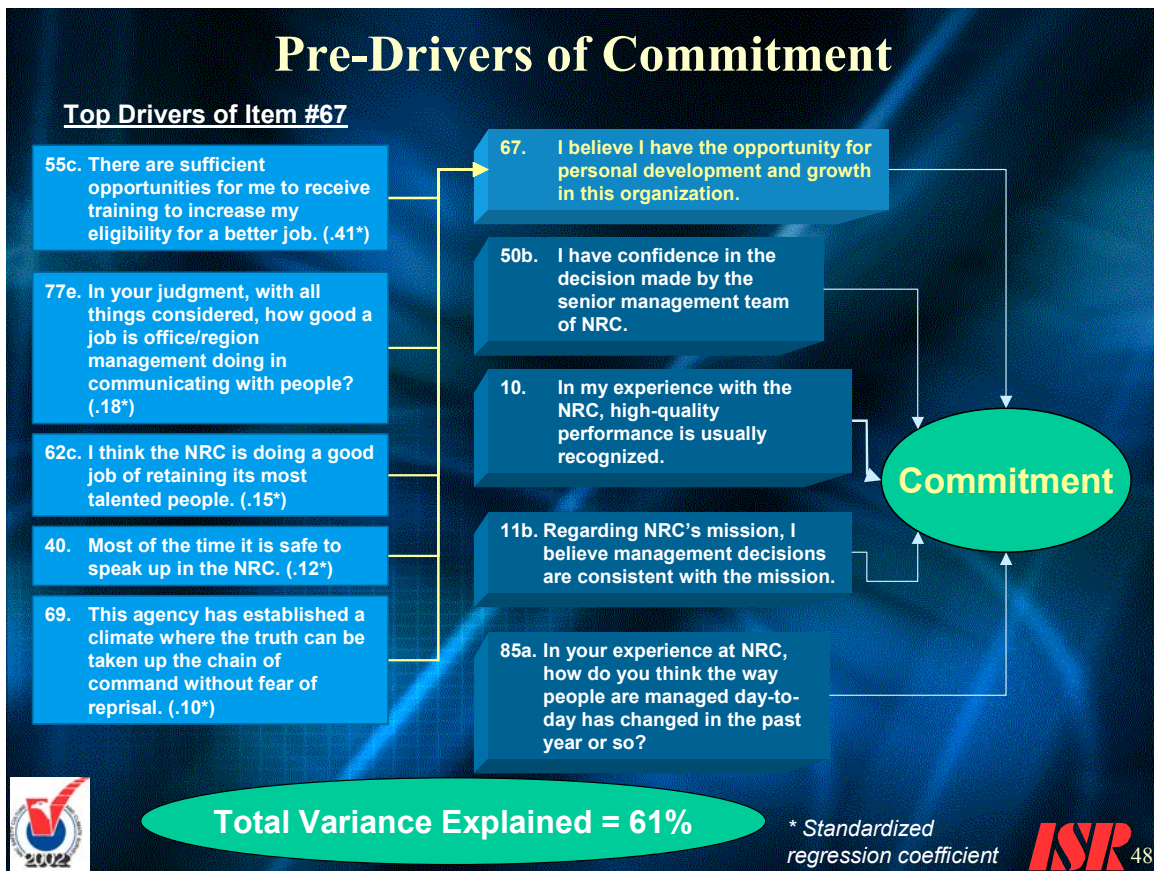 Pre-Drivers of Commitment
Top Drivers of Item #67
55c. There are sufficient
opportunities for me to receive
training to increase my
eligibility for a better job. (.41*)
77e. In your judgment, with all
things considered, how good a
job is office/region
management doing in
communicating with people?
(.18*)
62c. I think the NRC is doing a good
job of retaining its most
talented people. (.15*)
40. Most of the time it is safe to
speak up in the NRC. (.12*)
69. This agency has established a
climate where the truth can be
taken up the chain of
command without fear of
reprisal. (.10*)
67. I believe I have the opportunity for
personal development and growth
in this organization.
50b. I have confidence in the
decision made by the
senior management team
of NRC.
10. In my experience with the
NRC, high-quality
performance is usually
recognized.
11b. Regarding NRC’s mission, I
believe management decisions
are consistent with the mission.
85a. In your experience at NRC,
how do you think the way
people are managed day-to-
day has changed in the past
year or so?
Commitment
Total Variance Explained = 61%
* Standardized
regression coefficient
2002
ISR
48